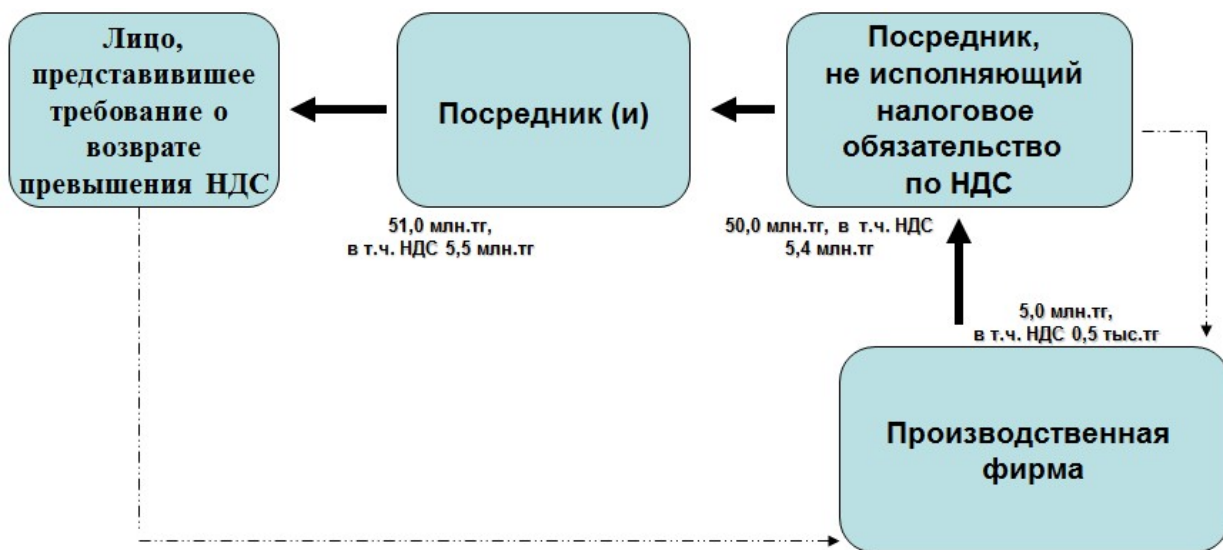 Лицо,
представивишее
требование о
возврате
превышения НДС
Посредник (и)
Посредник,
не исполняющий
налоговое
обязательство
по НДС
51,0 млн.тг,
в т.ч. НДС 5,5 млн.тг
50,0 млн.тг, в т.ч. НДС
5,4 млн.тг
5,0 млн.тг,
в т.ч. НДС 0,5 тыс.тг
Производственная
фирма